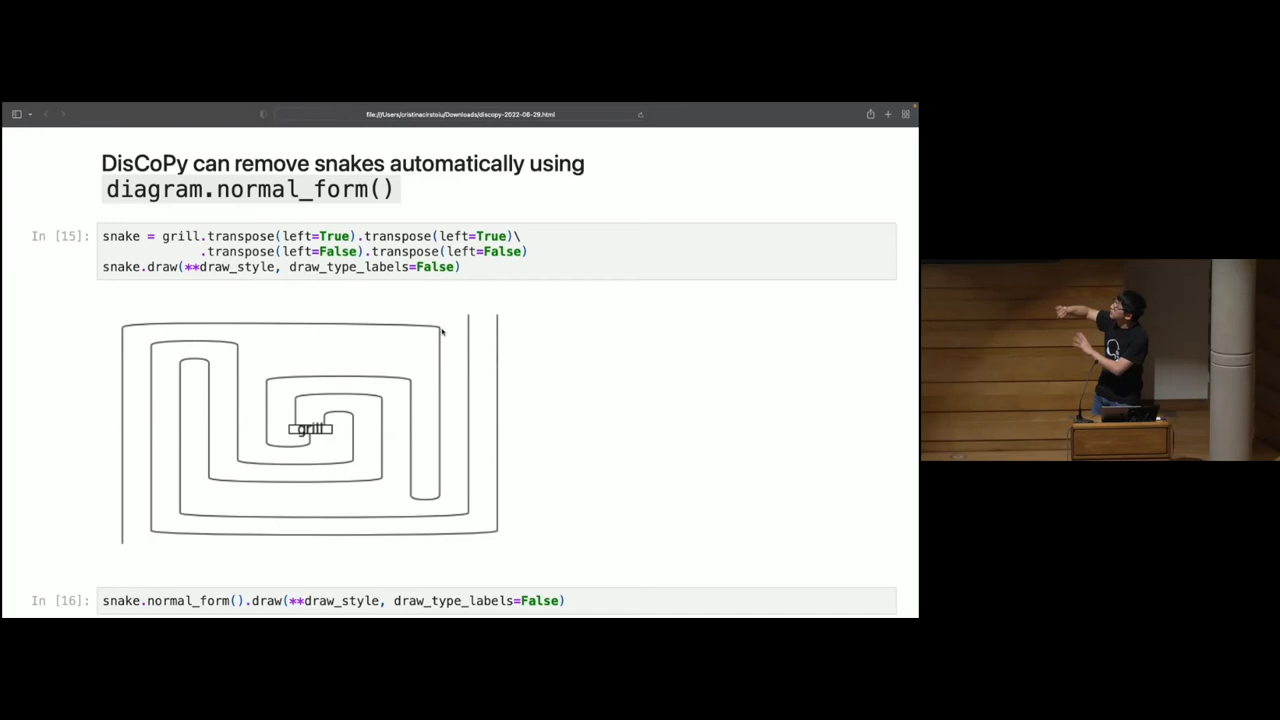 file:///Users/cristinacirstoiu/Downloads/discopy-2022-06-29.html
DisCoPy can remove snakes automatically using
diagram.normal_form()
In [15]:
snake = grill.transpose(left=True).transpose(left=True)\
.transpose(left=False).transpose(left=False)
snake.draw(**draw_style, draw_type_labels=False)
grill
In [16]:
snake.normal_form().draw(**draw_style, draw_type_labels=False)